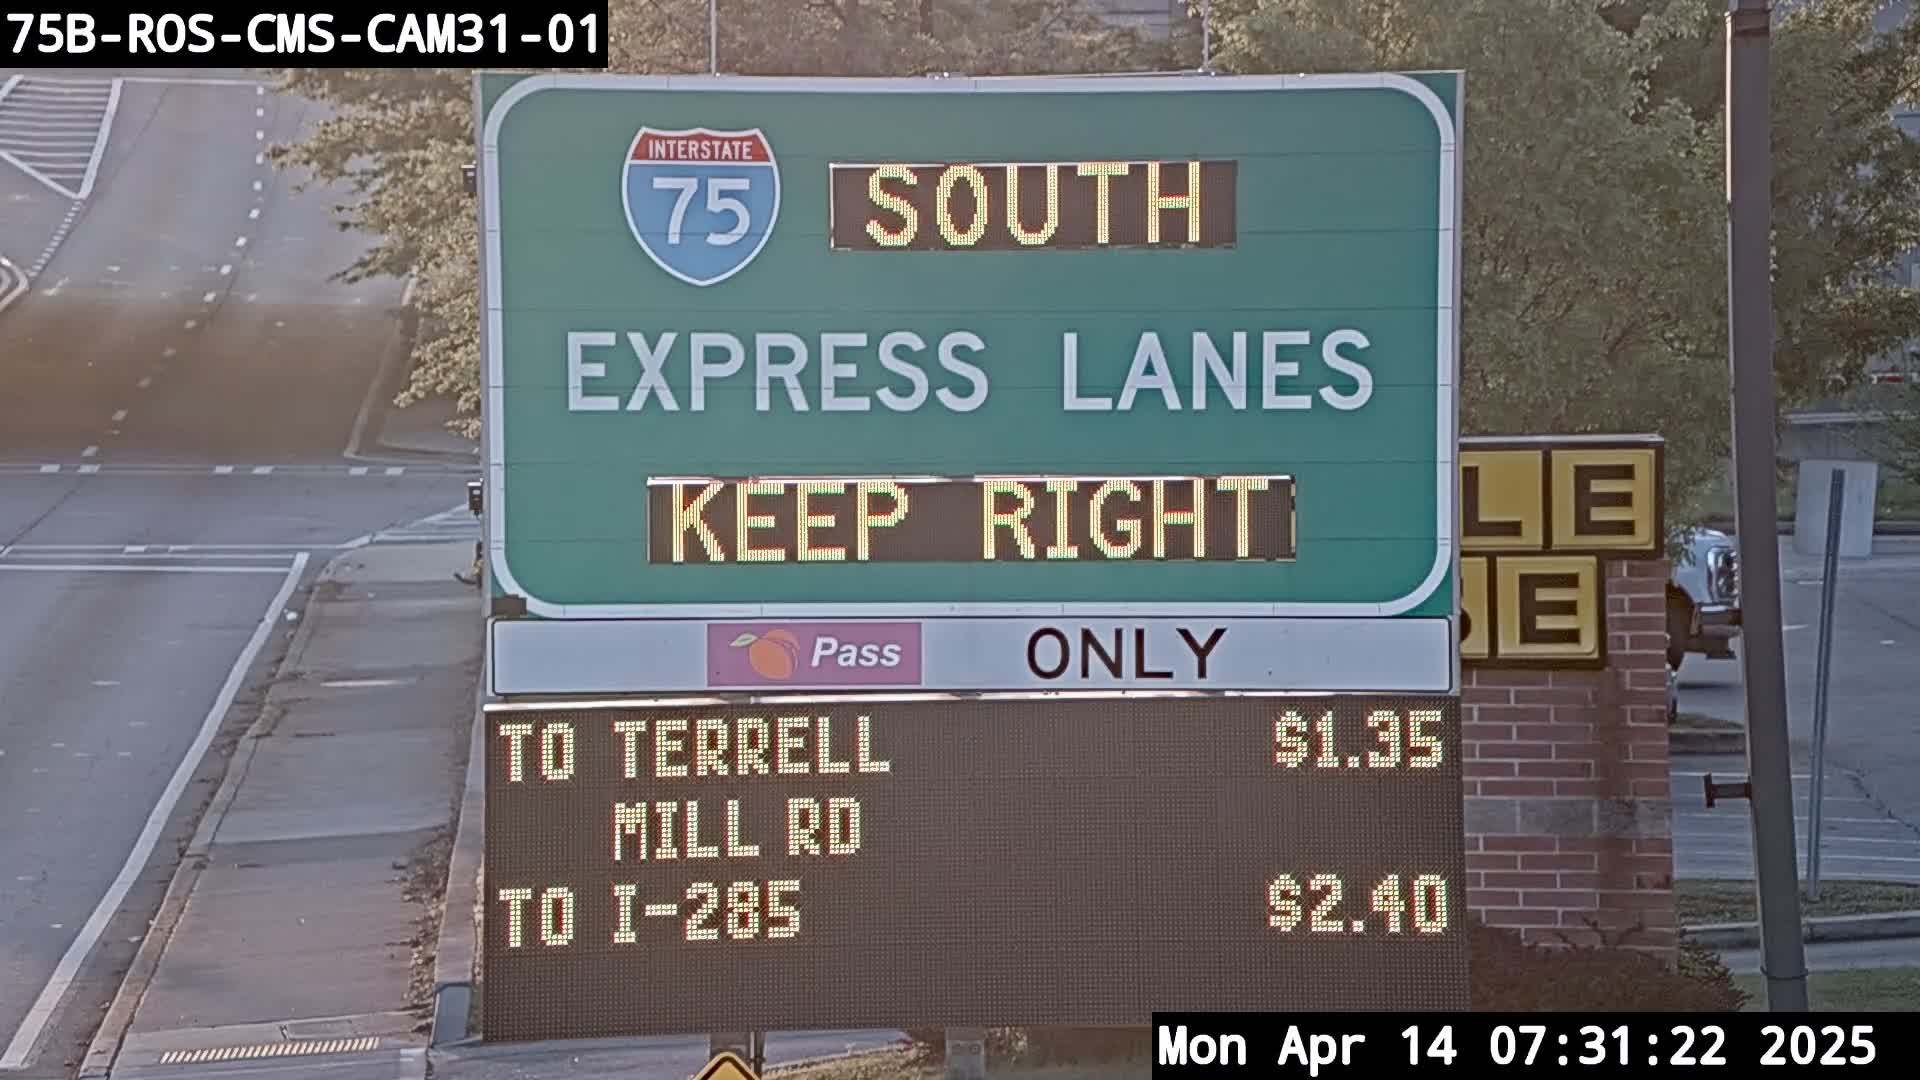 75B-ROS-CMS-CAM31-01
INTERSTATE
75
SOUTH
EXPRESS LANES
KEEP RIGHT
Pass ONLY
TO TERRELL $1.35
MILL RD
TO I-285 $2.40
LE
E
Mon Apr 14 07:31:22 2025